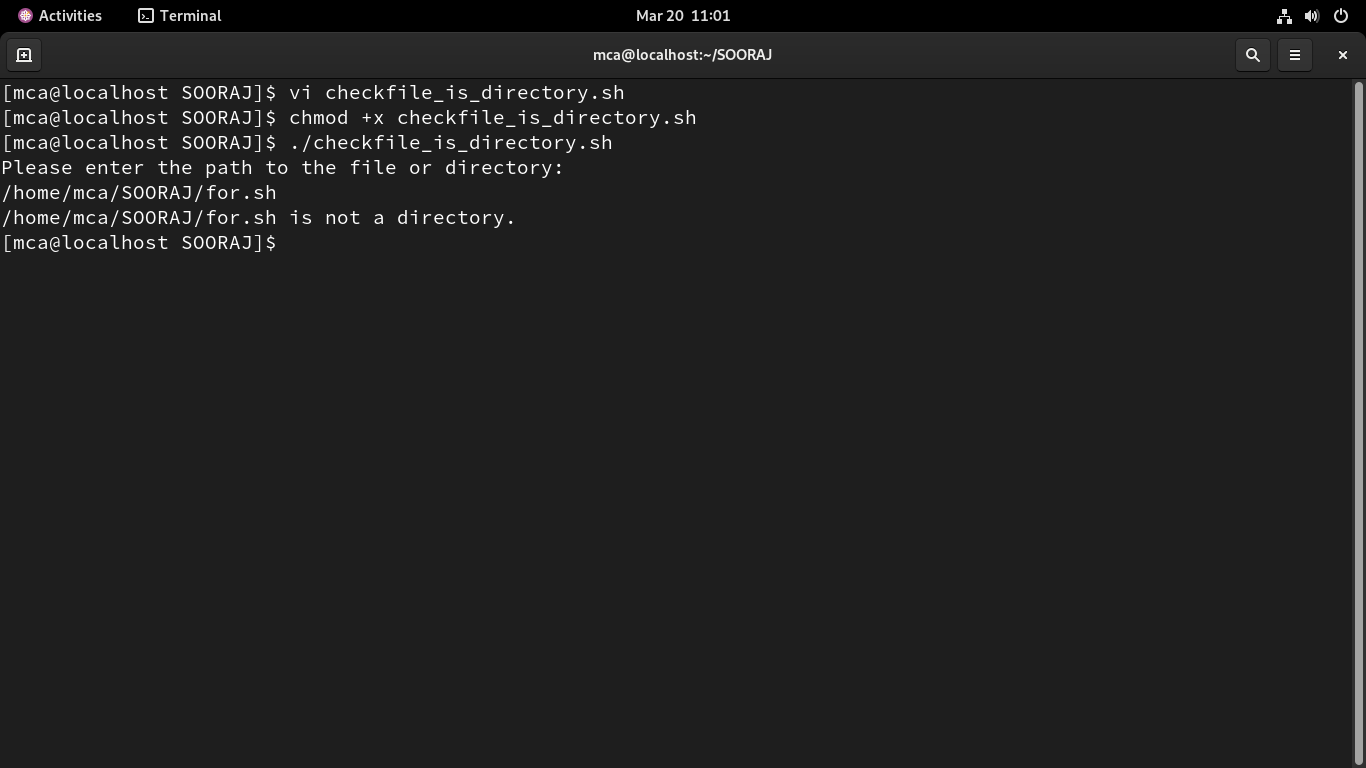 Activities Terminal Mar 20 11:01
mca@localhost:~/SOORAJ
[mca@localhost SOORAJ]$ vi checkfile_is_directory.sh
[mca@localhost SOORAJ]$ chmod +x checkfile_is_directory.sh
[mca@localhost SOORAJ]$ ./checkfile_is_directory.sh
Please enter the path to the file or directory:
/home/mca/SOORAJ/for.sh
/home/mca/SOORAJ/for.sh is not a directory.
[mca@localhost SOORAJ]$